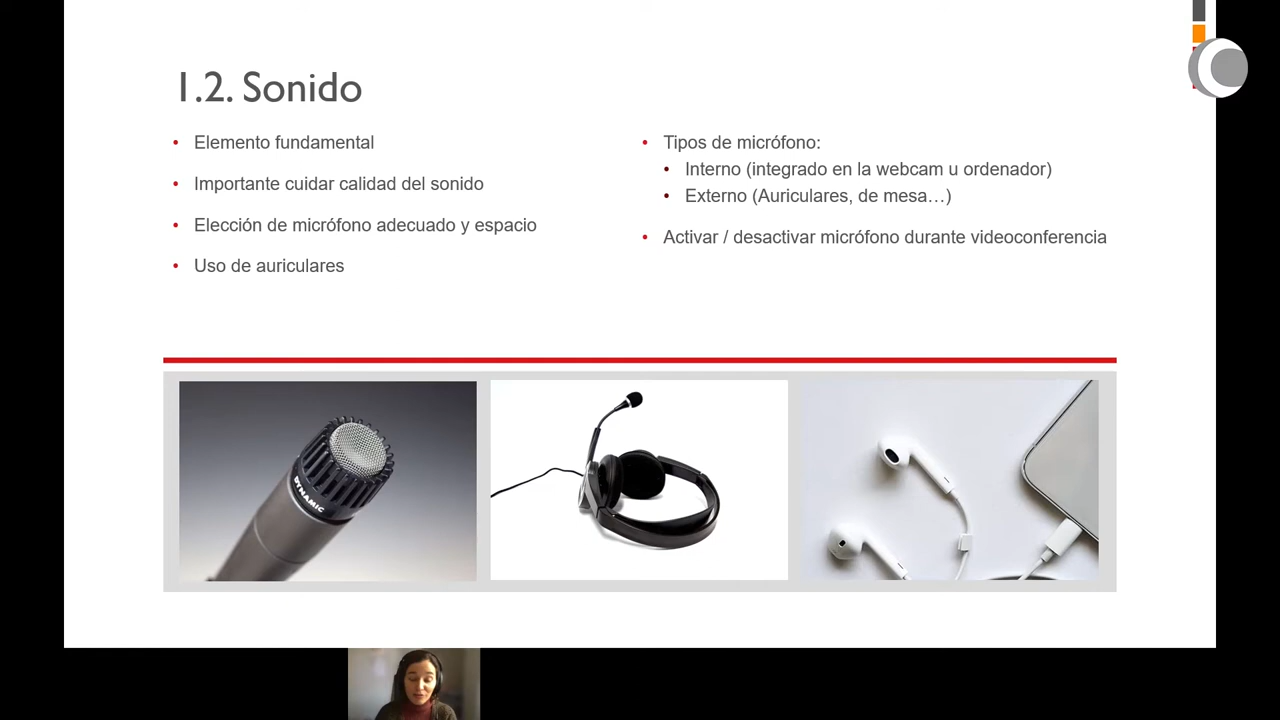 1.2. Sonido
Elemento fundamental
Importante cuidar calidad del sonido
Elección de micrófono adecuado y espacio
Uso de auriculares
Tipos de micrófono:
Interno (integrado en la webcam u ordenador)
Externo (Auriculares, de mesa…)
Activar / desactivar micrófono durante videoconferencia
DYNAMIC